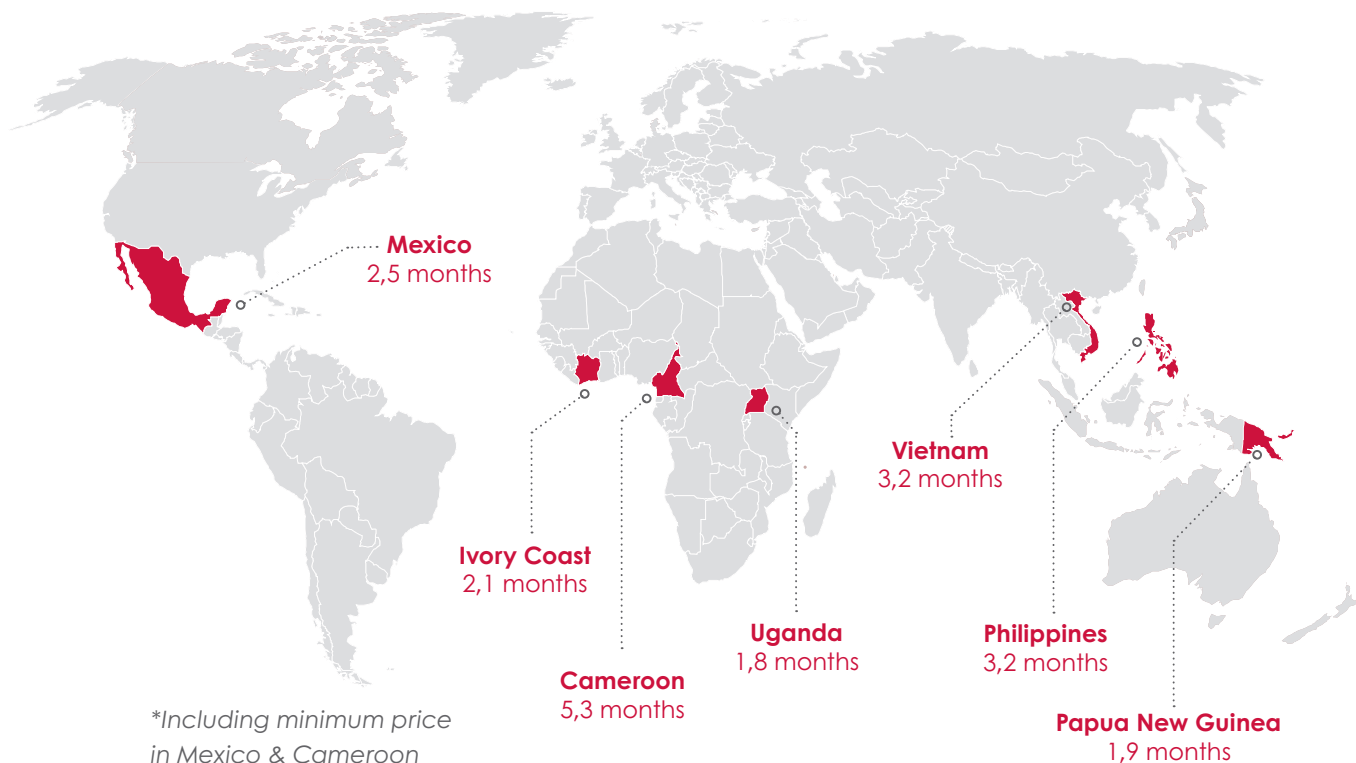 Mexico
2,5 months
Vietnam
3,2 months
Ivory Coast
2,1 months
Uganda
1,8 months
Philippines
3,2 months
Cameroon
5,3 months
*Including minimum price
in Mexico & Cameroon
Papua New Guinea
1,9 months